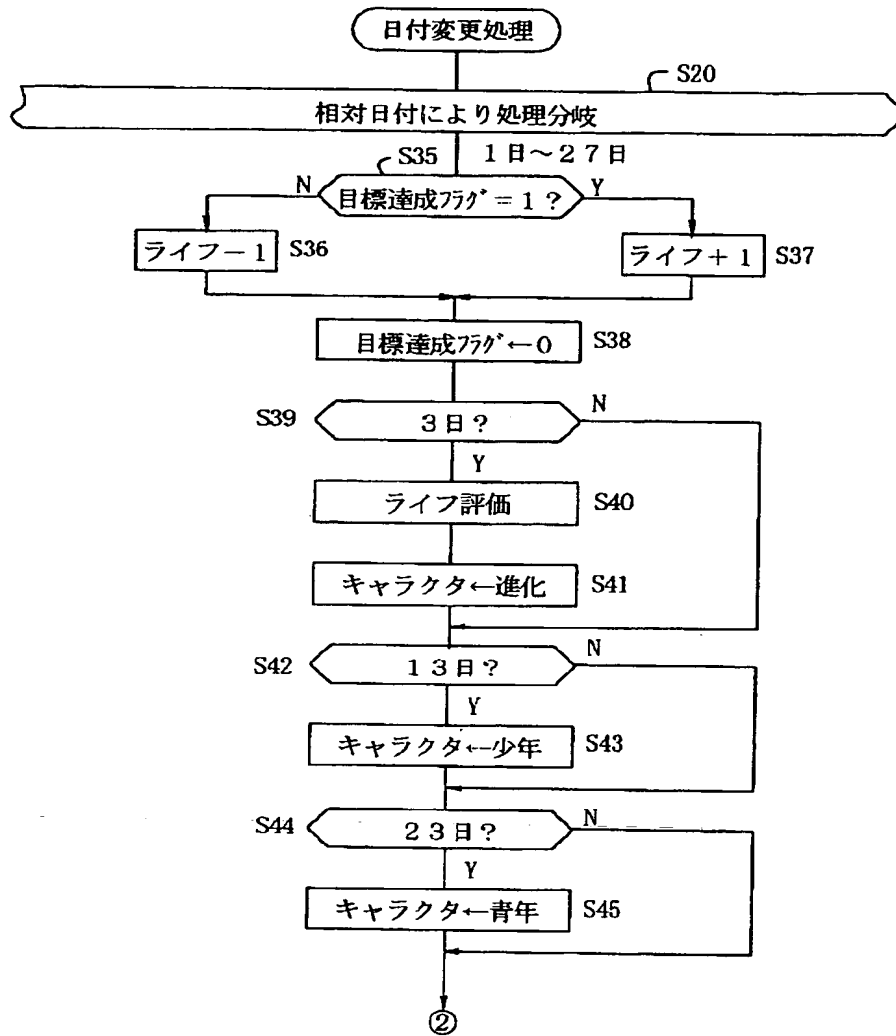 日付変更処理
S20
相対日付により処理分岐
S35
1日～27日
N
目標達成フラグ＝1？
Y
ライフ－1
S36
ライフ＋1
S37
目標達成フラグ←0
S38
S39
3日？
N
Y
ライフ評価
S40
キャラクタ←進化
S41
S42
13日？
N
Y
キャラクタ←少年
S43
S44
23日？
N
Y
キャラクタ←青年
S45
②